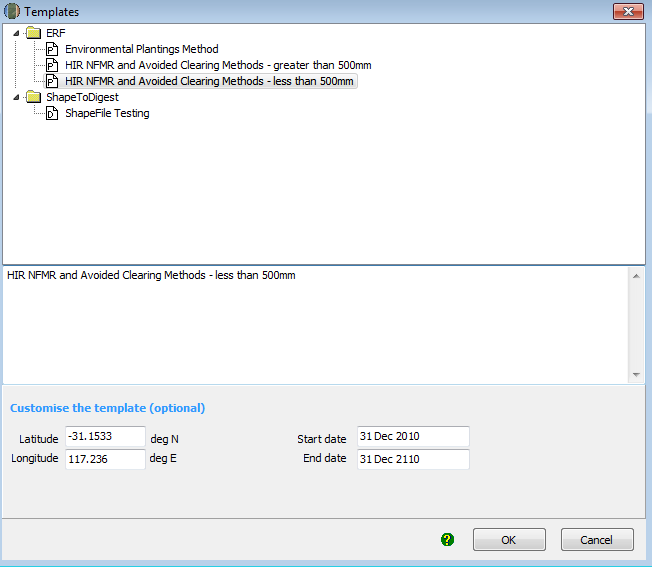 Templates
ERF
Environmental Plantings Method
HIR NFMR and Avoided Clearing Methods - greater than 500mm
HIR NFMR and Avoided Clearing Methods - less than 500mm
ShapeToDigest
ShapeFile Testing
HIR NFMR and Avoided Clearing Methods - less than 500mm
Customise the template (optional)
Latitude -31.1533 deg N Start date 31 Dec 2010
Longitude 117.236 deg E End date 31 Dec 2110
? OK Cancel